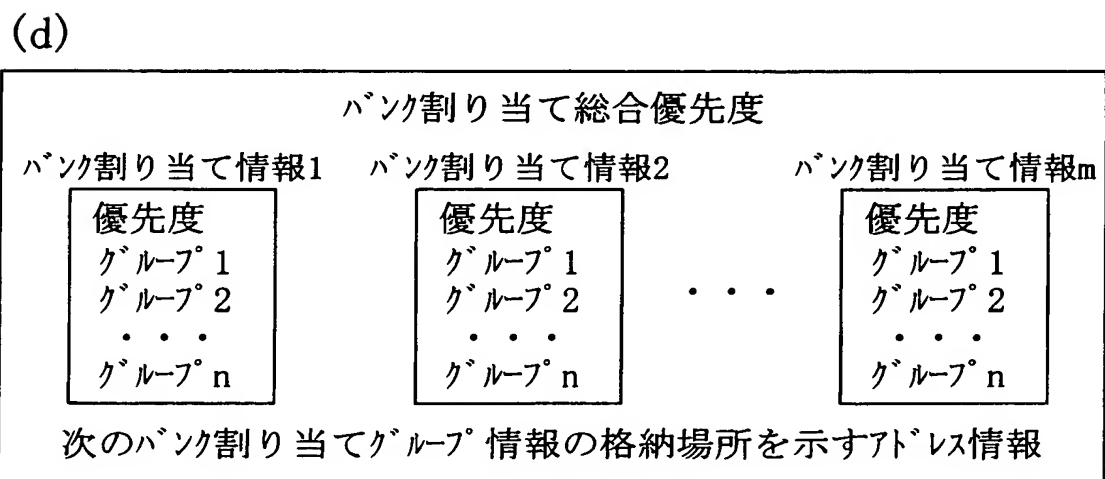 (d)
ﾊﾞﾝｸ割り当て総合優先度
ﾊﾞﾝｸ割り当て情報1 ﾊﾞﾝｸ割り当て情報2 ﾊﾞﾝｸ割り当て情報m
優先度 優先度 優先度
ｸﾞﾙｰﾌﾟ1 ｸﾞﾙｰﾌﾟ1 ｸﾞﾙｰﾌﾟ1
ｸﾞﾙｰﾌﾟ2 ｸﾞﾙｰﾌﾟ2 ・・・ ｸﾞﾙｰﾌﾟ2
・・・ ・・・ ・・・
ｸﾞﾙｰﾌﾟn ｸﾞﾙｰﾌﾟn ｸﾞﾙｰﾌﾟn
次のﾊﾞﾝｸ割り当てｸﾞﾙｰﾌﾟ情報の格納場所を示すｱﾄﾞﾚｽ情報